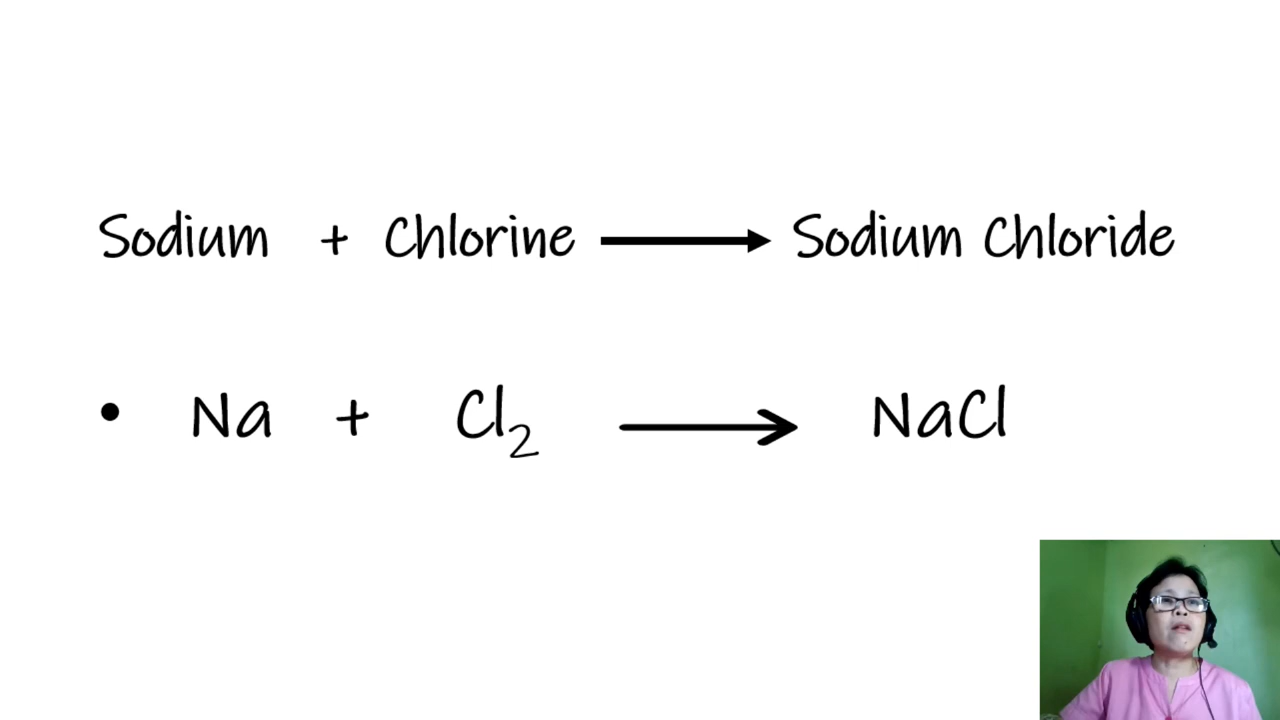 Sodium + Chlorine → Sodium Chloride
• Na + Cl₂ → NaCl